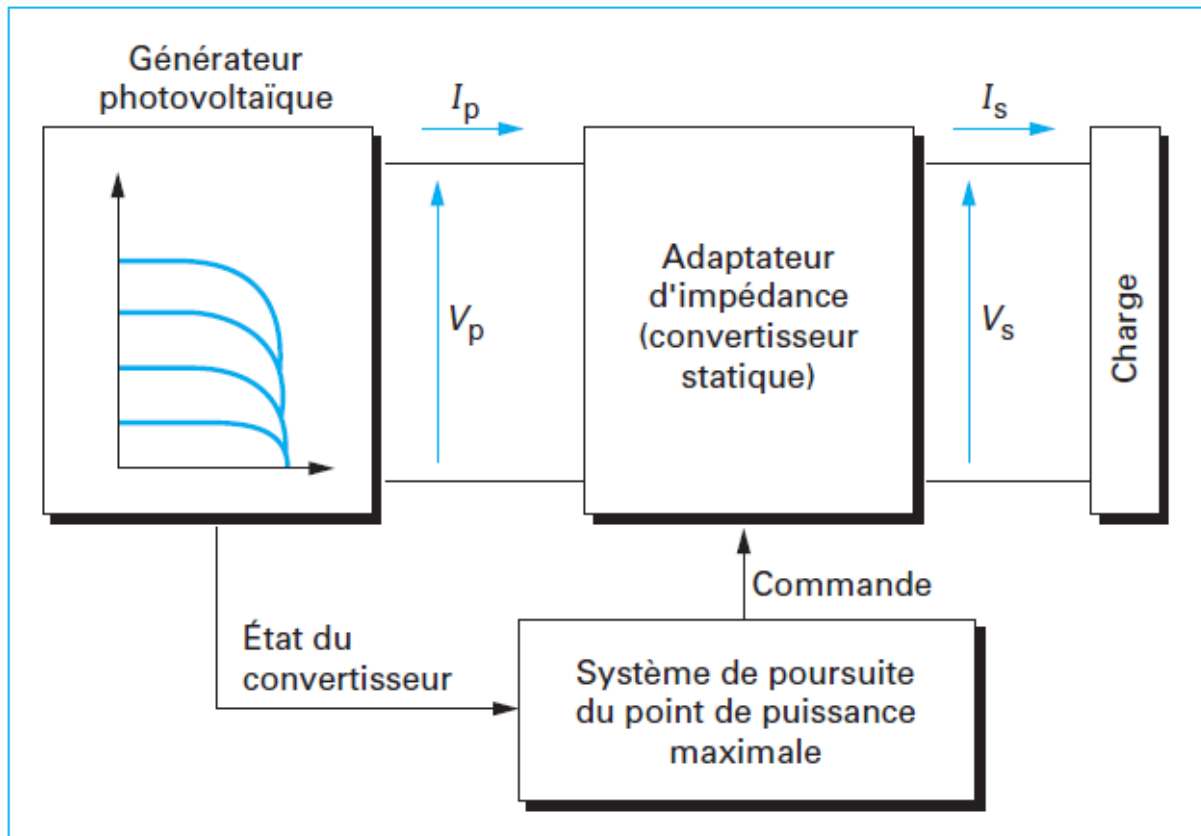 Générateur
photovoltaïque
Ip
Is
Vp
Adaptateur
d'impédance
(convertisseur
statique)
Vs
Charge
Commande
État du
convertisseur
Système de poursuite
du point de puissance
maximale